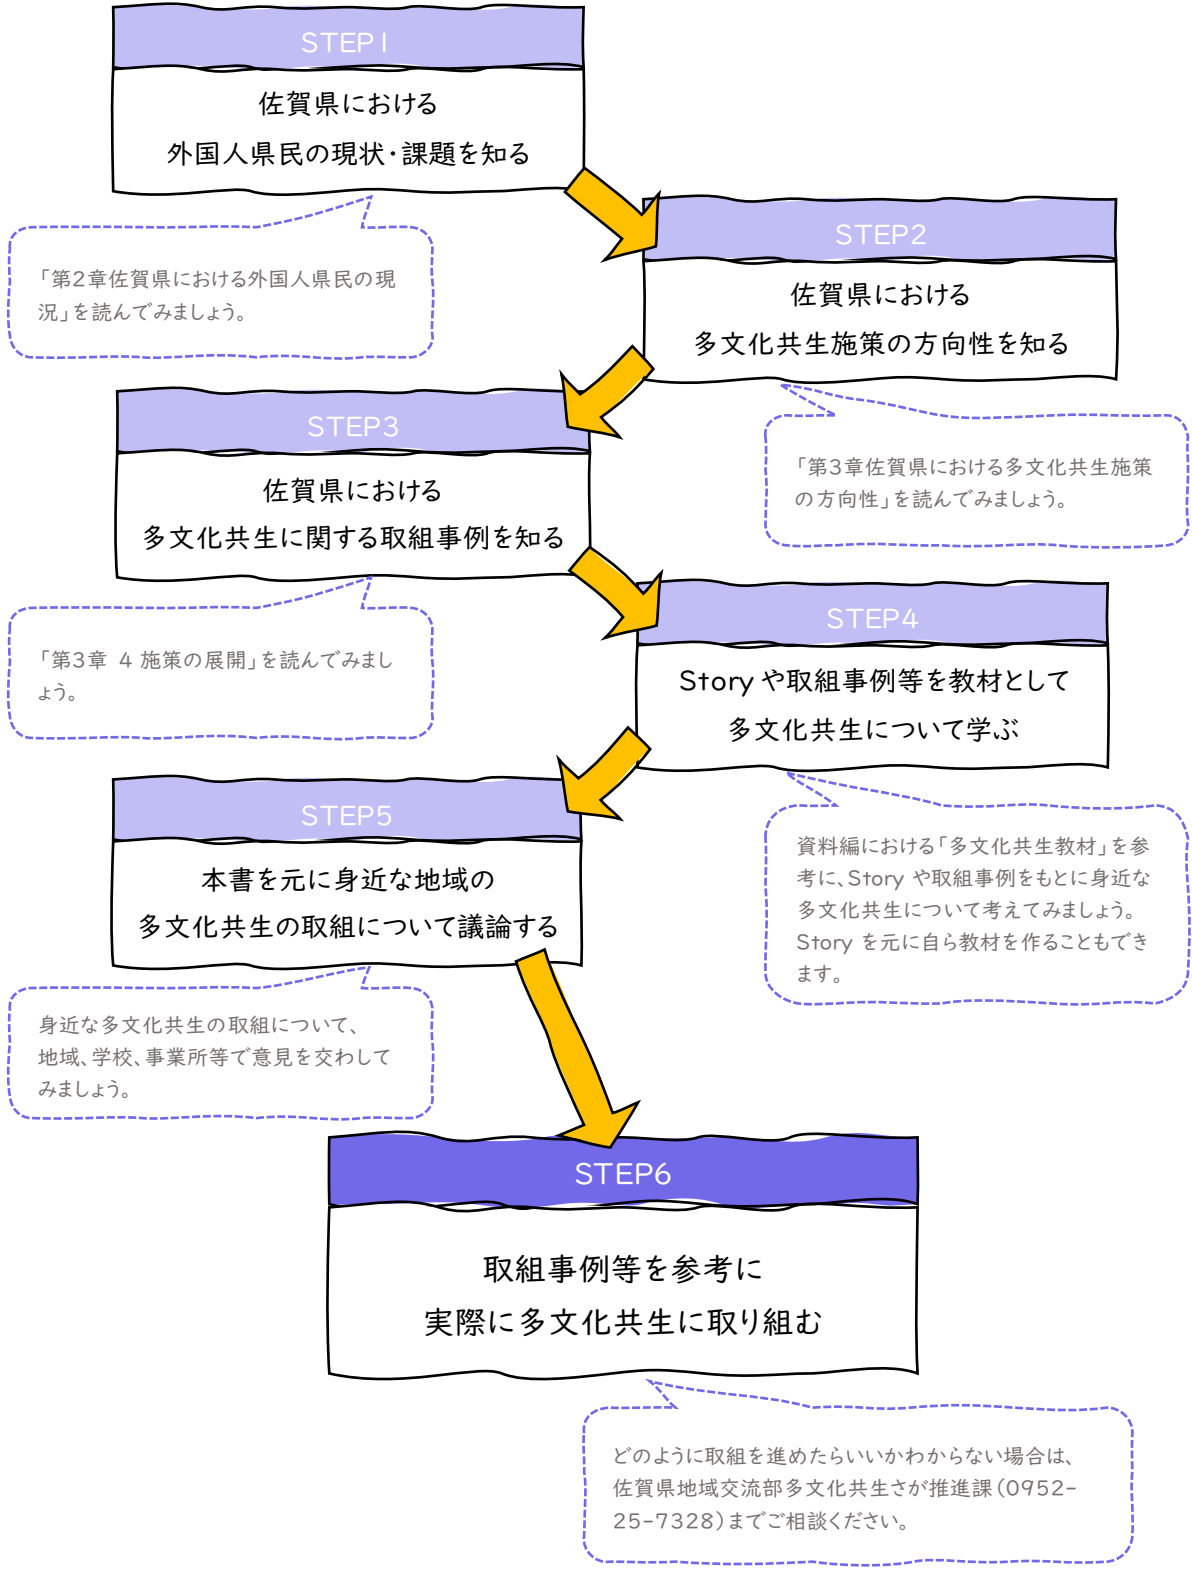 STEP1
佐賀県における
外国人県民の現状・課題を知る
「第2章佐賀県における外国人県民の現
況」を読んでみましょう。
STEP2
佐賀県における
多文化共生施策の方向性を知る
「第3章佐賀県における多文化共生施策
の方向性」を読んでみましょう。
STEP3
佐賀県における
多文化共生に関する取組事例を知る
「第3章 4 施策の展開」を読んでみまし
ょう。
STEP4
Story や取組事例等を教材として
多文化共生について学ぶ
資料編における「多文化共生教材」を参
考に、Story や取組事例をもとに身近な
多文化共生について考えてみましょう。
Story を元に自ら教材を作ることもでき
ます。
STEP5
本書を元に身近な地域の
多文化共生の取組について議論する
身近な多文化共生の取組について、
地域、学校、事業所等で意見を交わして
みましょう。
STEP6
取組事例等を参考に
実際に多文化共生に取り組む
どのように取組を進めたらいいかわからない場合は、
佐賀県地域交流部多文化共生さが推進課(0952-
25-7328)までご相談ください。